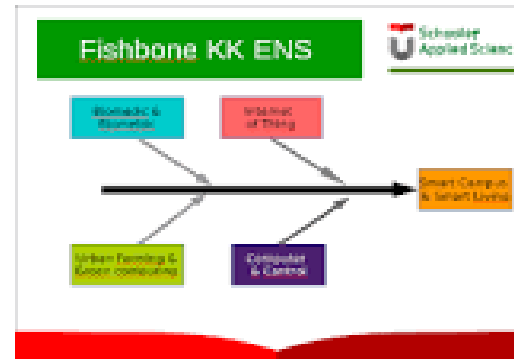 Fishbone KK ENS
School of
Applied Scienc
Biomedic &
Biometric
Internet
of Thing
Smart Campus
& Smart Living
Urban Farming &
Green computing
Computer
& Control